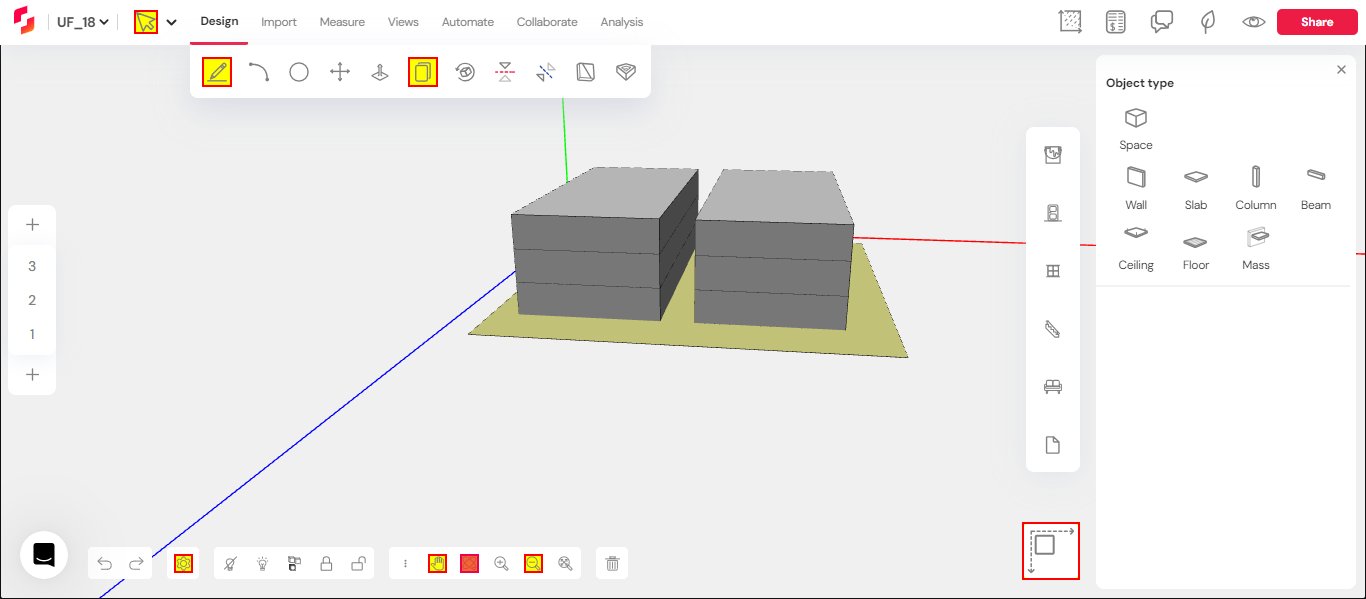 UF_18
Design
Import
Measure
Views
Automate
Collaborate
Analysis
Share
Object type
Space
Wall
Slab
Column
Beam
Ceiling
Floor
Mass
+
3
2
1
+